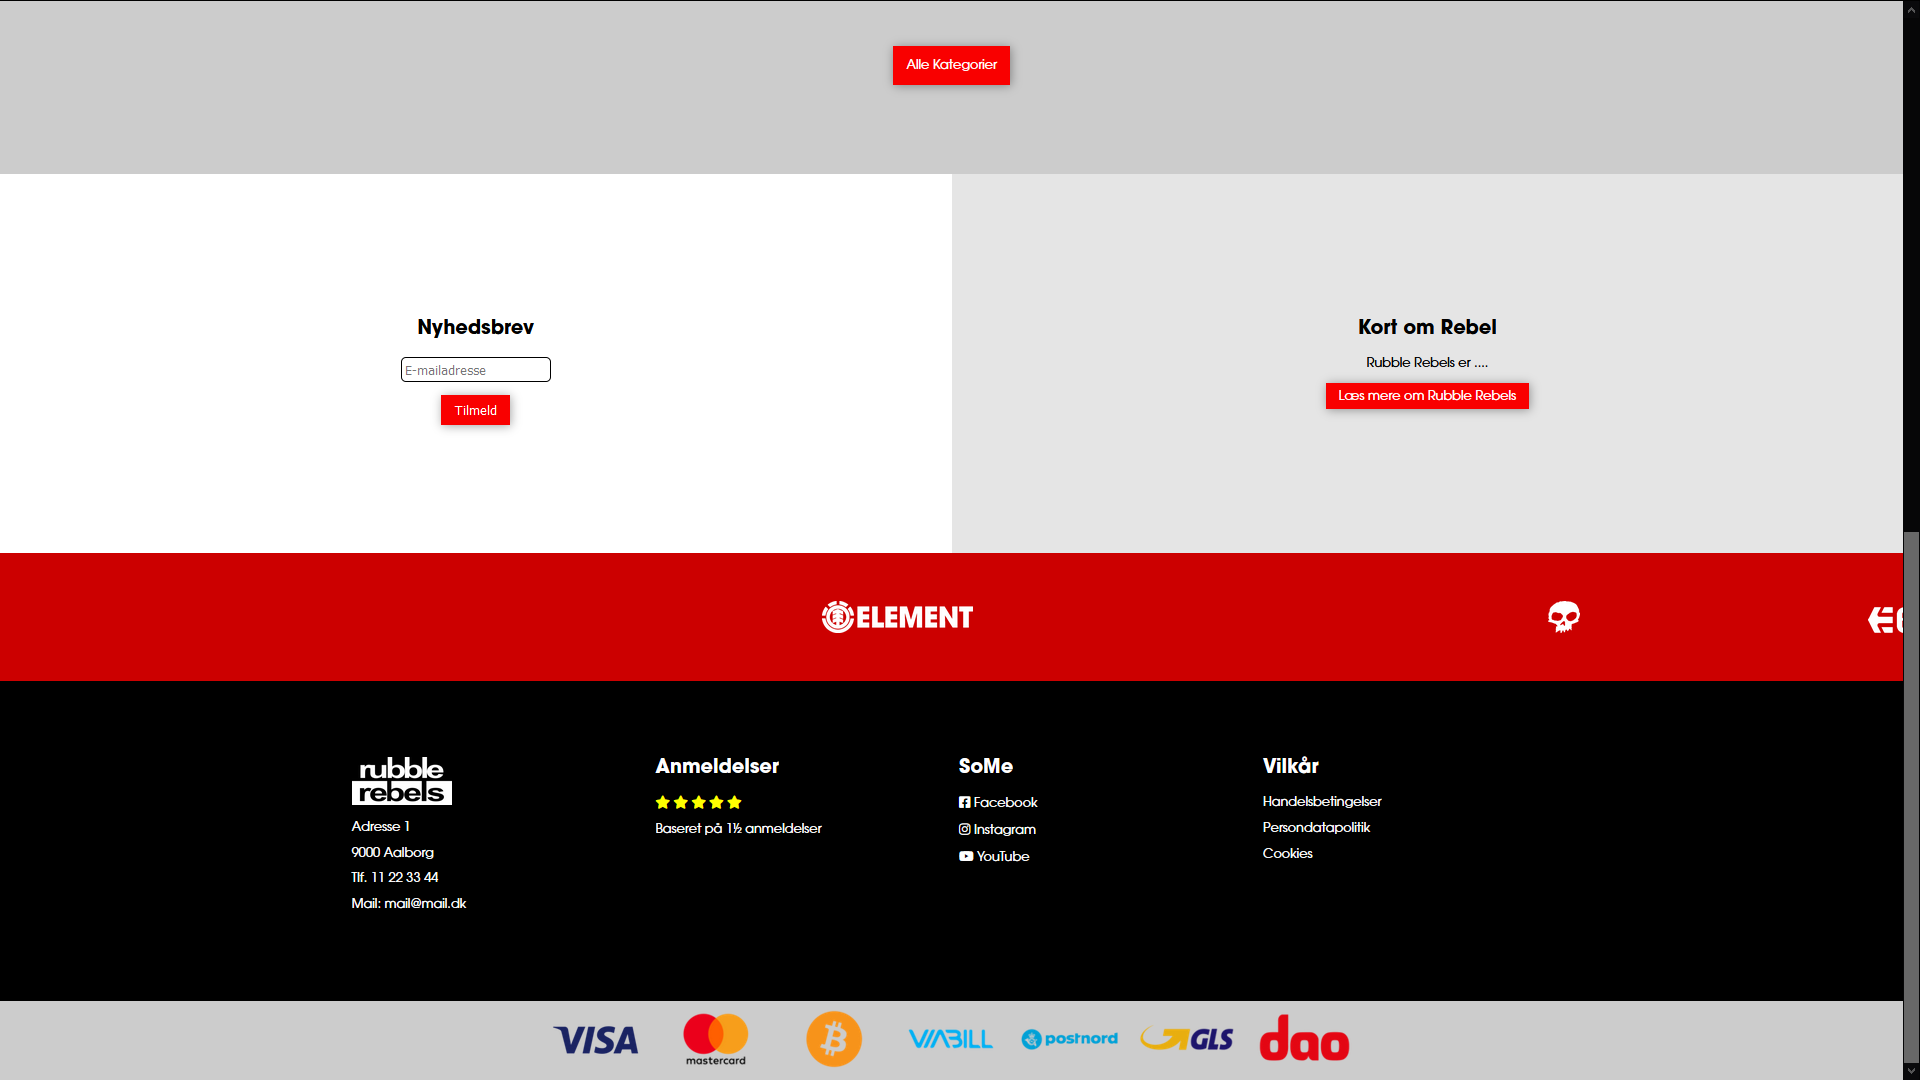 Alle Kategorier
Nyhedsbrev
E-mailadresse
Tilmeld
Kort om Rebel
Rubble Rebels er ....
Læs mere om Rubble Rebels
ELEMENT
rubble
rebels
Adresse 1
9000 Aalborg
Tlf. 11 22 33 44
Mail: mail@mail.dk
Anmeldelser
Baseret på 1½ anmeldelser
SoMe
Facebook
Instagram
YouTube
Vilkår
Handelsbetingelser
Persondatapolitik
Cookies
VISA mastercard VIABILL postnord GLS dao